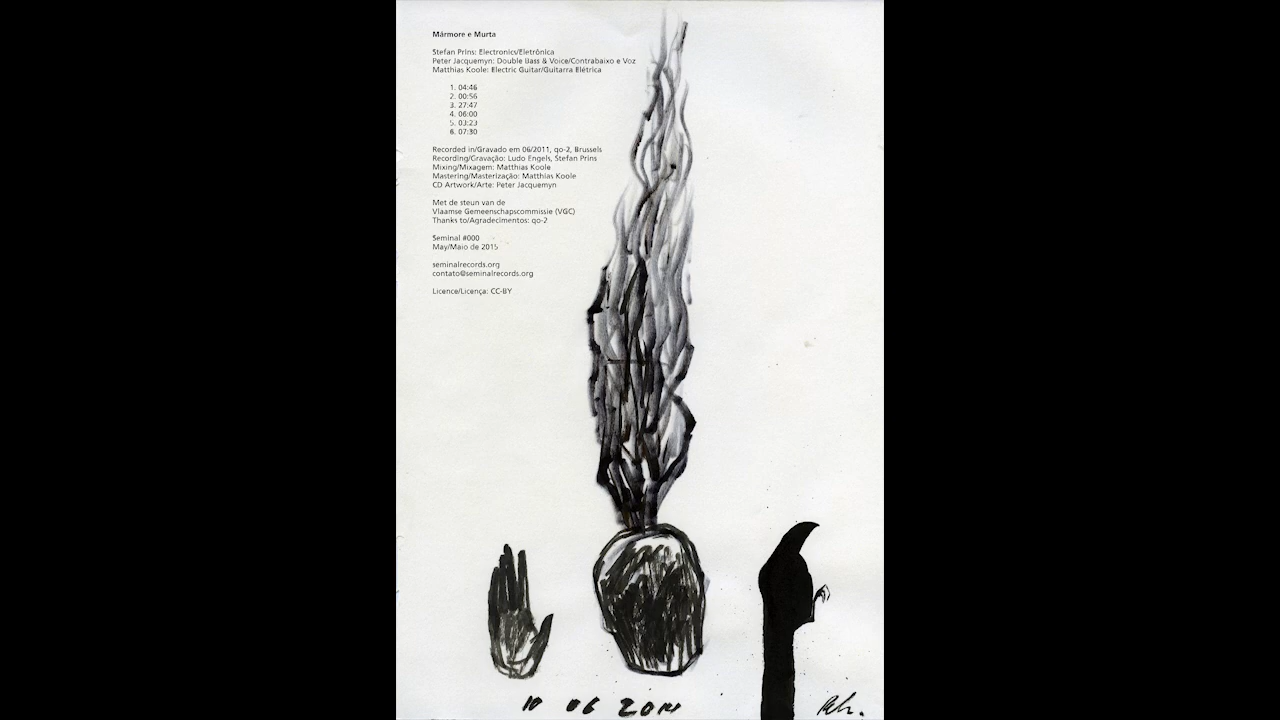 Mármore e Murta
Stefan Prins: Electronics/Eletrônica
Peter Jacquemyn: Double Bass & Voice/Contrabaixo e Voz
Matthias Koole: Electric Guitar/Guitarra Elétrica
1. 04:46
2. 00:56
3. 27:47
4. 06:00
5. 03:23
6. 07:30
Recorded in/Gravado em 06/2011, qo-2, Brussels
Recording/Gravação: Ludo Engels, Stefan Prins
Mixing/Mixagem: Matthias Koole
Mastering/Masterização: Matthias Koole
CD Artwork/Arte: Peter Jacquemyn
Met de steun van de
Vlaamse Gemeenschapscommissie (VGC)
Thanks to/Agradecimentos: qo-2
Seminal #000
May/Maio de 2015
seminalrecords.org
contato@seminalrecords.org
Licence/Licença: CC-BY
10 06 2011